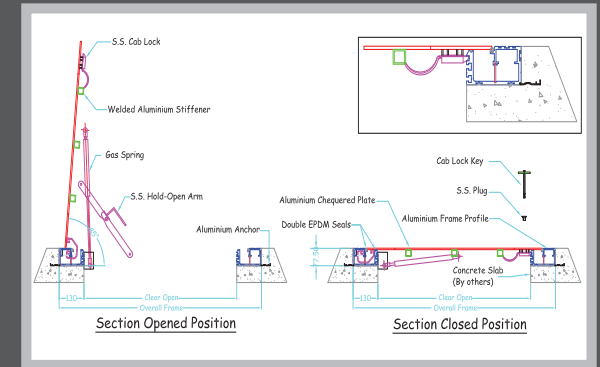 S.S. Cab Lock
Welded Aluminium Stiffener
Gas Spring
S.S. Hold-Open Arm
Aluminium Anchor
130
Clear Open
Overall Frame
Section Opened Position
Cab Lock Key
S.S. Plug
Aluminium Chequered Plate
Double EPDM Seals
Aluminium Frame Profile
Concrete Slab
(By others)
130
Clear Open
Overall Frame
Section Closed Position